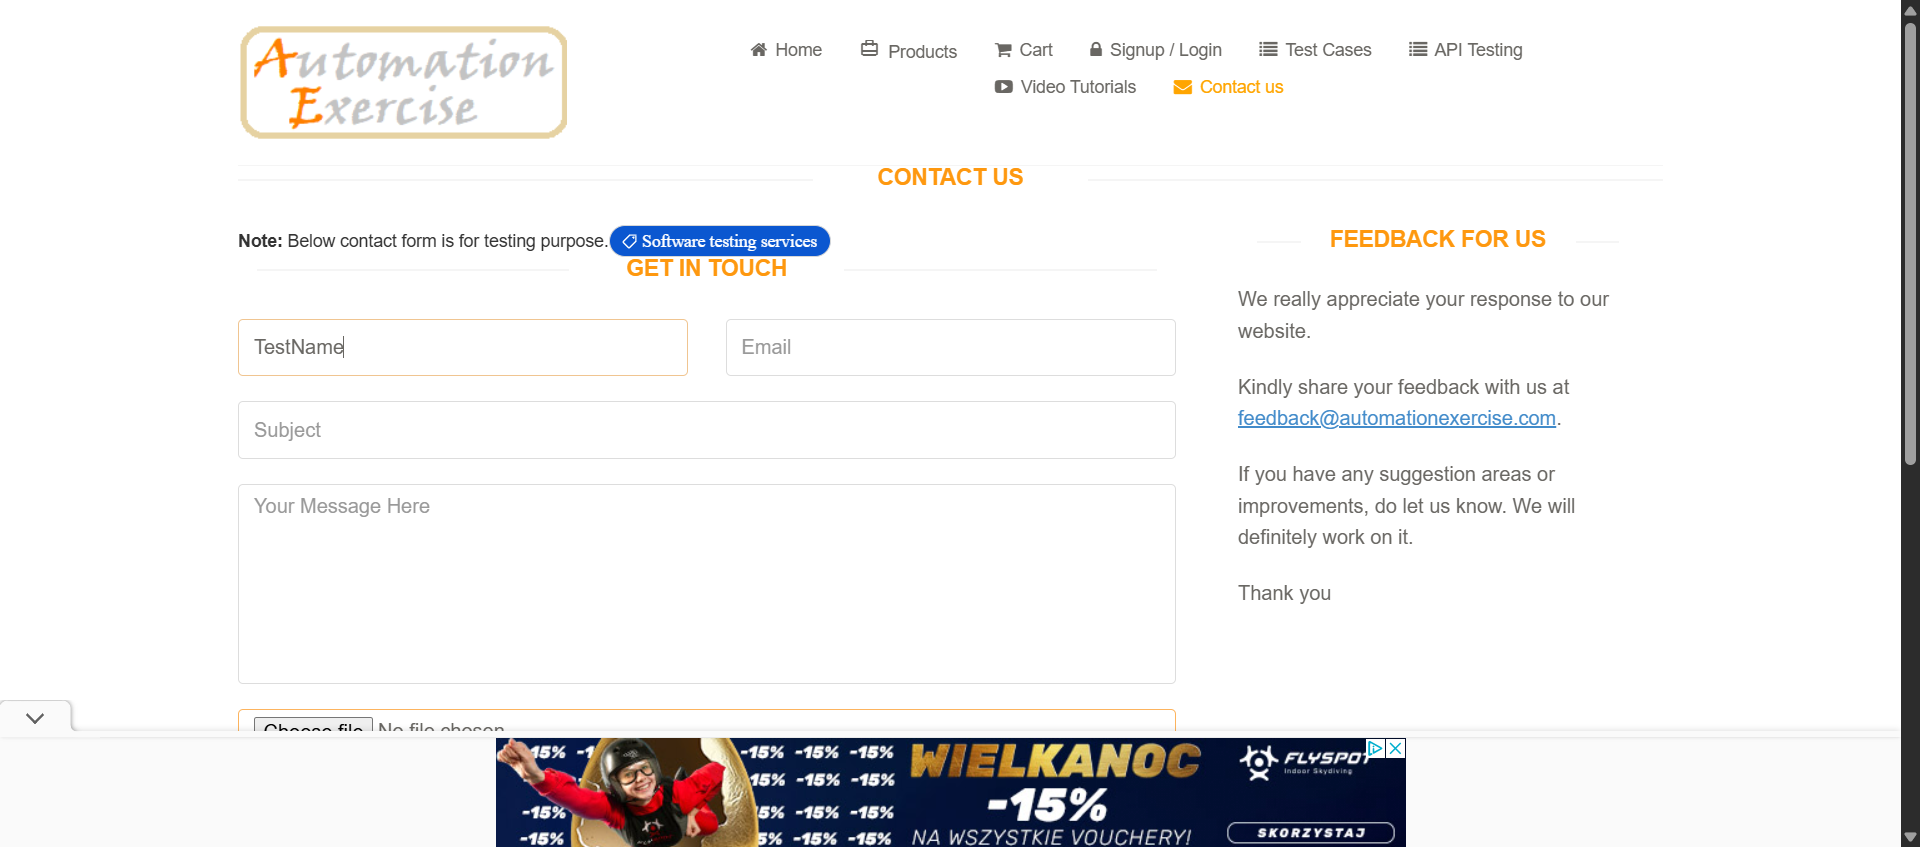 Automation
Exercise
Home
Products
Cart
Signup / Login
Test Cases
API Testing
Video Tutorials
Contact us
CONTACT US
Note: Below contact form is for testing purpose.
Software testing services
GET IN TOUCH
TestName
Email
Subject
Your Message Here
Choose file No file chosen
FEEDBACK FOR US
We really appreciate your response to our
website.
Kindly share your feedback with us at
feedback@automationexercise.com.
If you have any suggestion areas or
improvements, do let us know. We will
definitely work on it.
Thank you
-15% -1
-15% -15% -15%
15% -15% -15%
-15% 5% -15% -15%
-15% 5% -15% -15%
WIELKANOC
-15%
NA WSZYSTKIE VOUCHERY!
FLYSPOT
Indoor Skydiving
SKORZYSTAJ